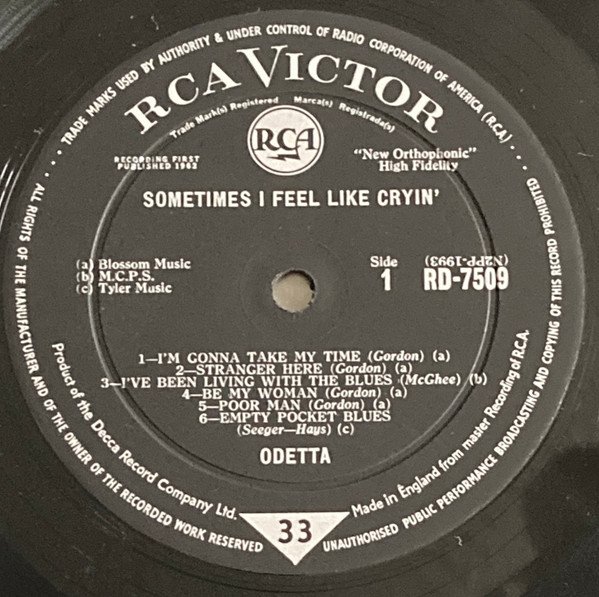 TRADE MARKS USED BY AUTHORITY & UNDER CONTROL OF RADIO CORPORATION OF AMERICA (R.C.A.)
RCA VICTOR
Trade Mark(s) Registered Marca(s) Registrada(s)
RCA
RECORDING FIRST
PUBLISHED 1962
"New Orthophonic"
High Fidelity
SOMETIMES I FEEL LIKE CRYIN'
(a) Blossom Music
(b) M.C.P.S.
(c) Tyler Music
Side
1
(N2PP-1993)
RD-7509
1—I'M GONNA TAKE MY TIME (Gordon) (a)
2—STRANGER HERE (Gordon) (a)
3—I'VE BEEN LIVING WITH THE BLUES (McGhee) (b)
4—BE MY WOMAN (Gordon) (a)
5—POOR MAN (Gordon) (a)
6—EMPTY POCKET BLUES
(Seeger-Hays) (c)
ODETTA
Product of the Decca Record Company Ltd.
33
Made in England from master Recording of R.C.A.
ALL RIGHTS OF THE MANUFACTURER AND OF THE OWNER OF THE RECORDED WORK RESERVED
UNAUTHORISED PUBLIC PERFORMANCE BROADCASTING AND COPYING OF THIS RECORD PROHIBITED